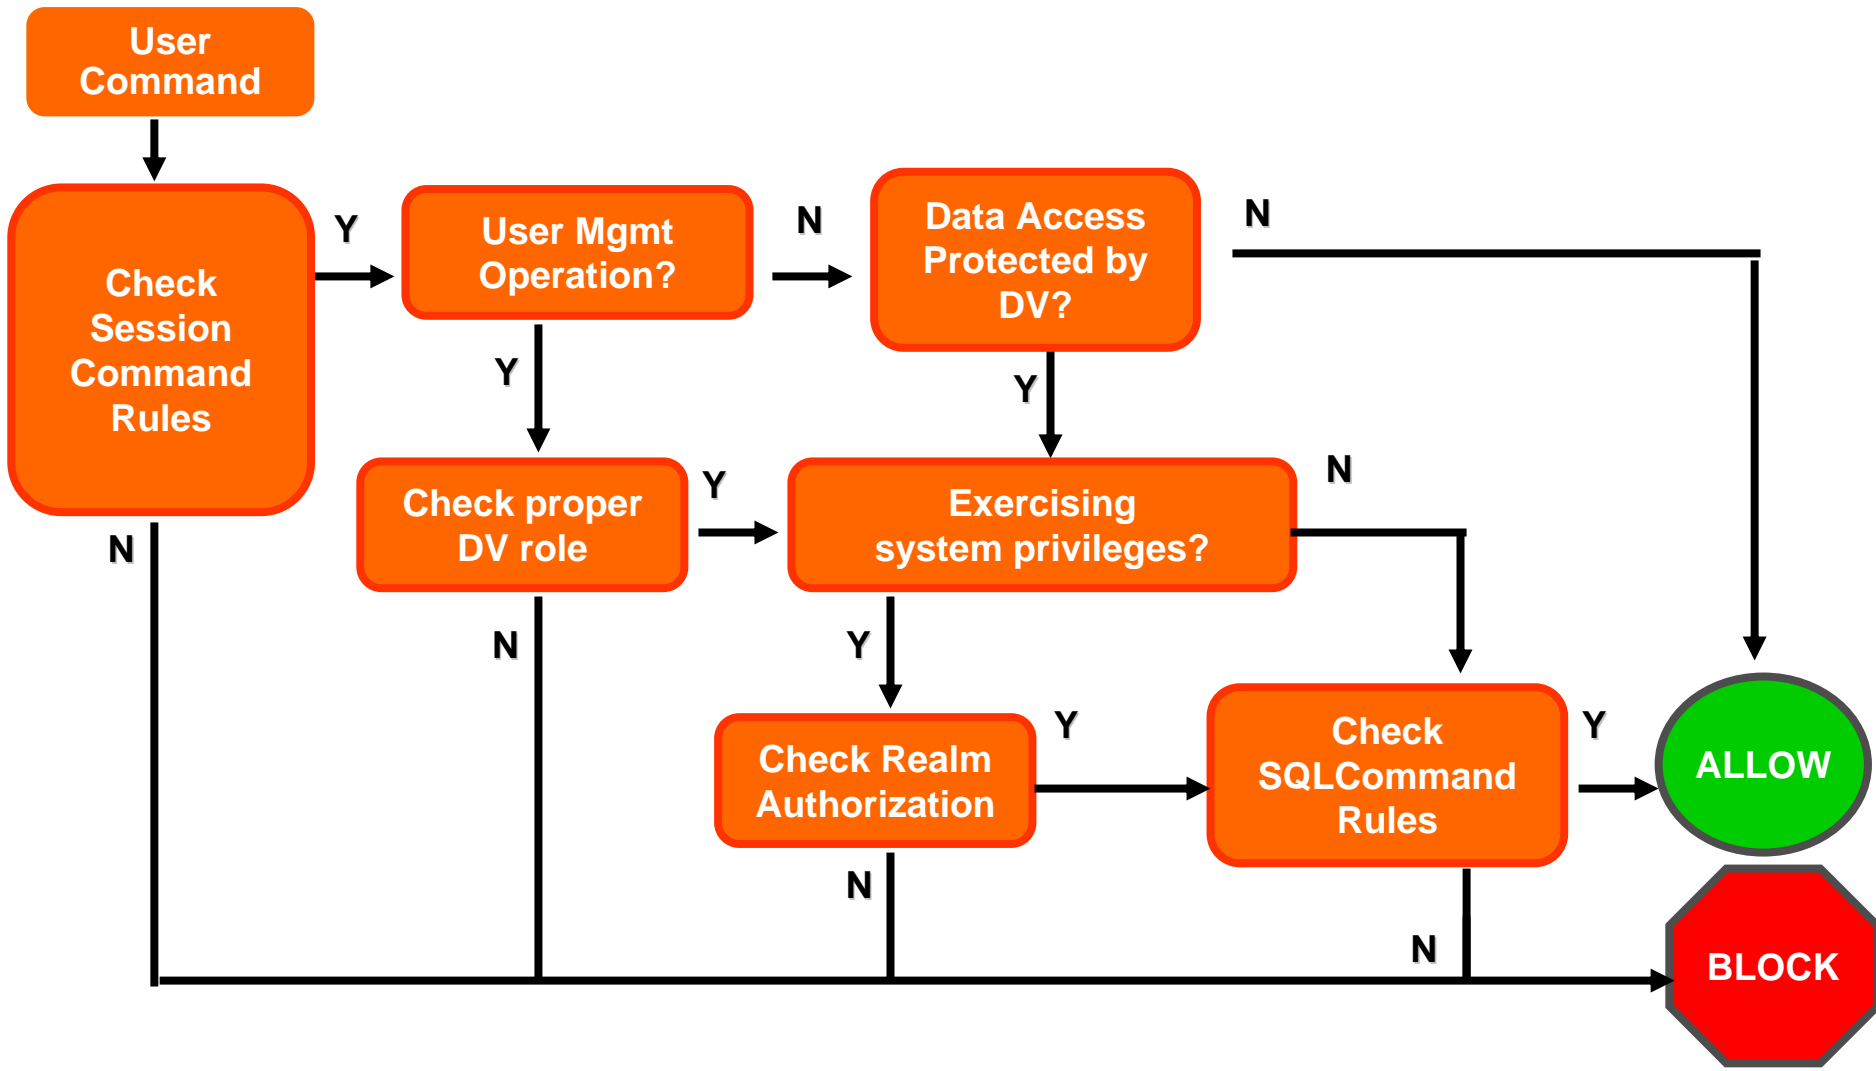 User
Command
Check
Session
Command
Rules
Y
User Mgmt
Operation?
N
Data Access
Protected by
DV?
N
Y
Y
Check proper
DV role
Y
Exercising
system privileges?
N
N
N
Y
Check Realm
Authorization
Y
Check
SQLCommand
Rules
Y
ALLOW
N
N
BLOCK